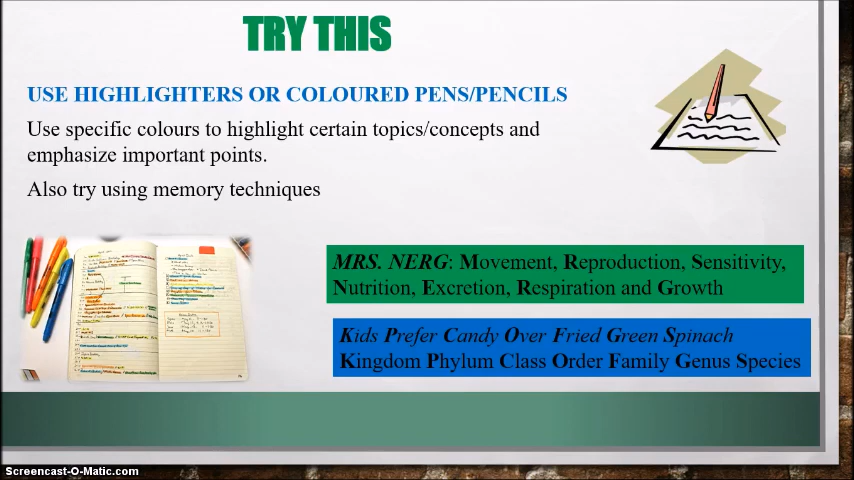 TRY THIS
USE HIGHLIGHTERS OR COLOURED PENS/PENCILS
Use specific colours to highlight certain topics/concepts and
emphasize important points.
Also try using memory techniques
MRS. NERG: Movement, Reproduction, Sensitivity,
Nutrition, Excretion, Respiration and Growth
Kids Prefer Candy Over Fried Green Spinach
Kingdom Phylum Class Order Family Genus Species
Screencast-O-Matic.com